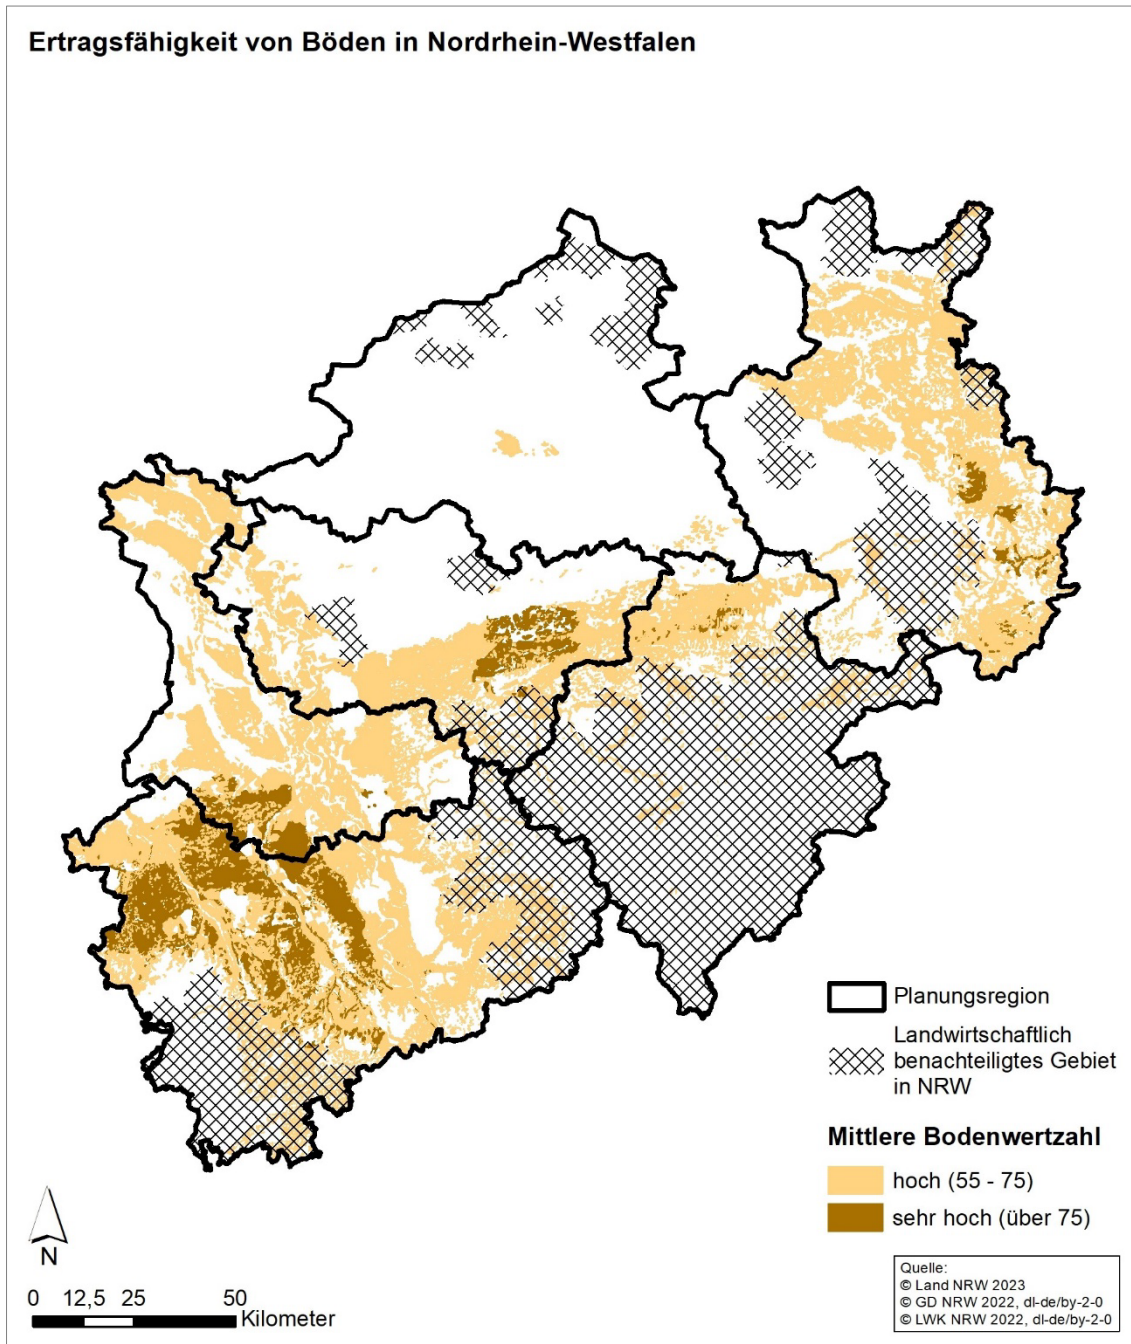 Ertragsfähigkeit von Böden in Nordrhein-Westfalen
Planungsregion
Landwirtschaftlich
benachteiligtes Gebiet
in NRW
Mittlere Bodenwertzahl
hoch (55 - 75)
sehr hoch (über 75)
N
0 12,5 25 50
Kilometer
Quelle:
© Land NRW 2023
© GD NRW 2022, dl-de/by-2-0
© LWK NRW 2022, dl-de/by-2-0